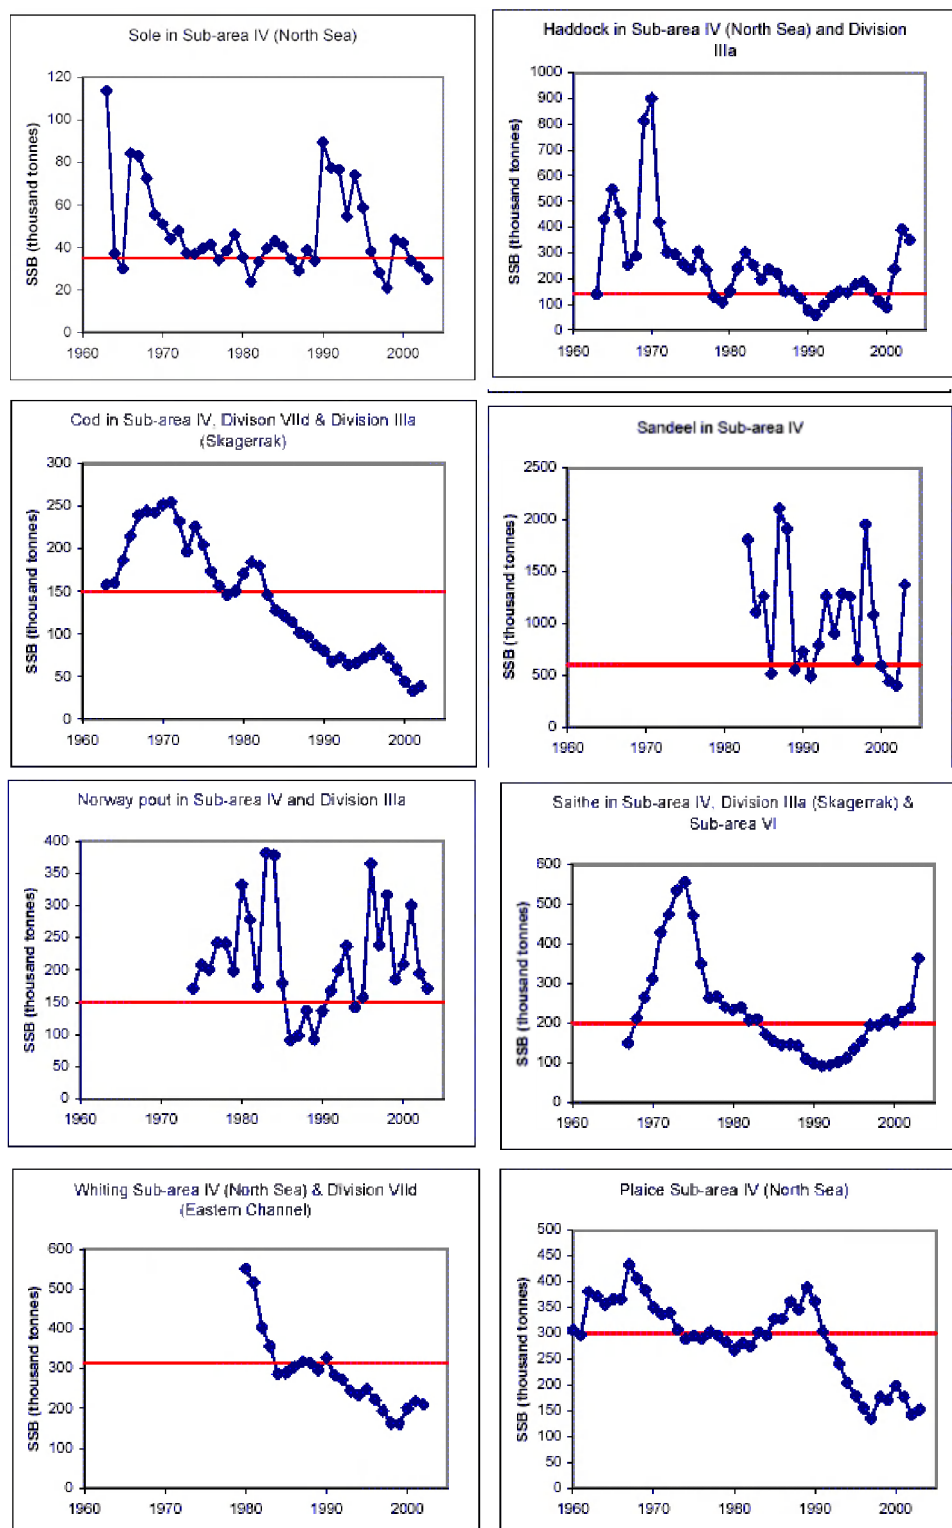 Sole in Sub-area IV (North Sea)
SSB (thousand tonnes)
120
100
80
60
40
20
0
1960 1970 1980 1990 2000
Haddock in Sub-area IV (North Sea) and Division
IIIa
SSB (thousand tonnes)
1000
900
800
700
600
500
400
300
200
100
0
1960 1970 1980 1990 2000
Cod in Sub-area IV, Divison VIId & Division IIIa
(Skagerrak)
SSB (thousand tonnes)
300
250
200
150
100
50
0
1960 1970 1980 1990 2000
Sandeel in Sub-area IV
SSB (thousand tonnes)
2500
2000
1500
1000
500
0
1960 1970 1980 1990 2000
Norway pout in Sub-area IV and Division IIIa
SSB (thousand tonnes)
400
350
300
250
200
150
100
50
0
1960 1970 1980 1990 2000
Saithe in Sub-area IV, Division IIIa (Skagerrak) &
Sub-area VI
SSB (thousand tonnes)
600
500
400
300
200
100
0
1960 1970 1980 1990 2000
Whiting Sub-area IV (North Sea) & Division VIId
(Eastern Channel)
SSB (thousand tonnes)
600
500
400
300
200
100
0
1960 1970 1980 1990 2000
Plaice Sub-area IV (North Sea)
SSB (thousand tonnes)
500
450
400
350
300
250
200
150
100
50
0
1960 1970 1980 1990 2000